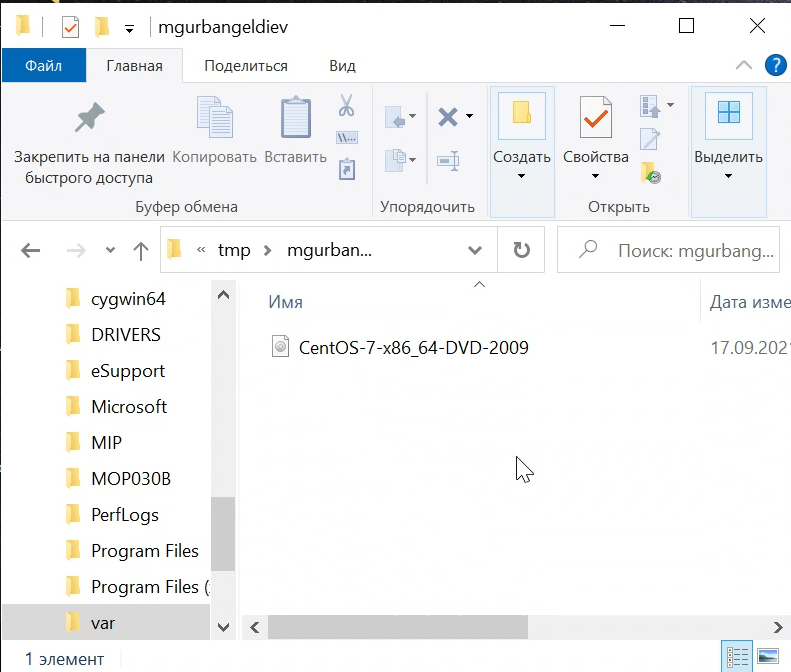 mgurbangeldiev
Файл Главная Поделиться Вид
Закрепить на панели быстрого доступа
Копировать
Вставить
Создать
Свойства
Выделить
Буфер обмена
Упорядочить
Открыть
« tmp > mgurban...
Поиск: mgurbang...
cygwin64
DRIVERS
eSupport
Microsoft
MIP
MOP030B
PerfLogs
Program Files
Program Files (
var
Имя
Дата изме
CentOS-7-x86_64-DVD-2009
17.09.202
1 элемент